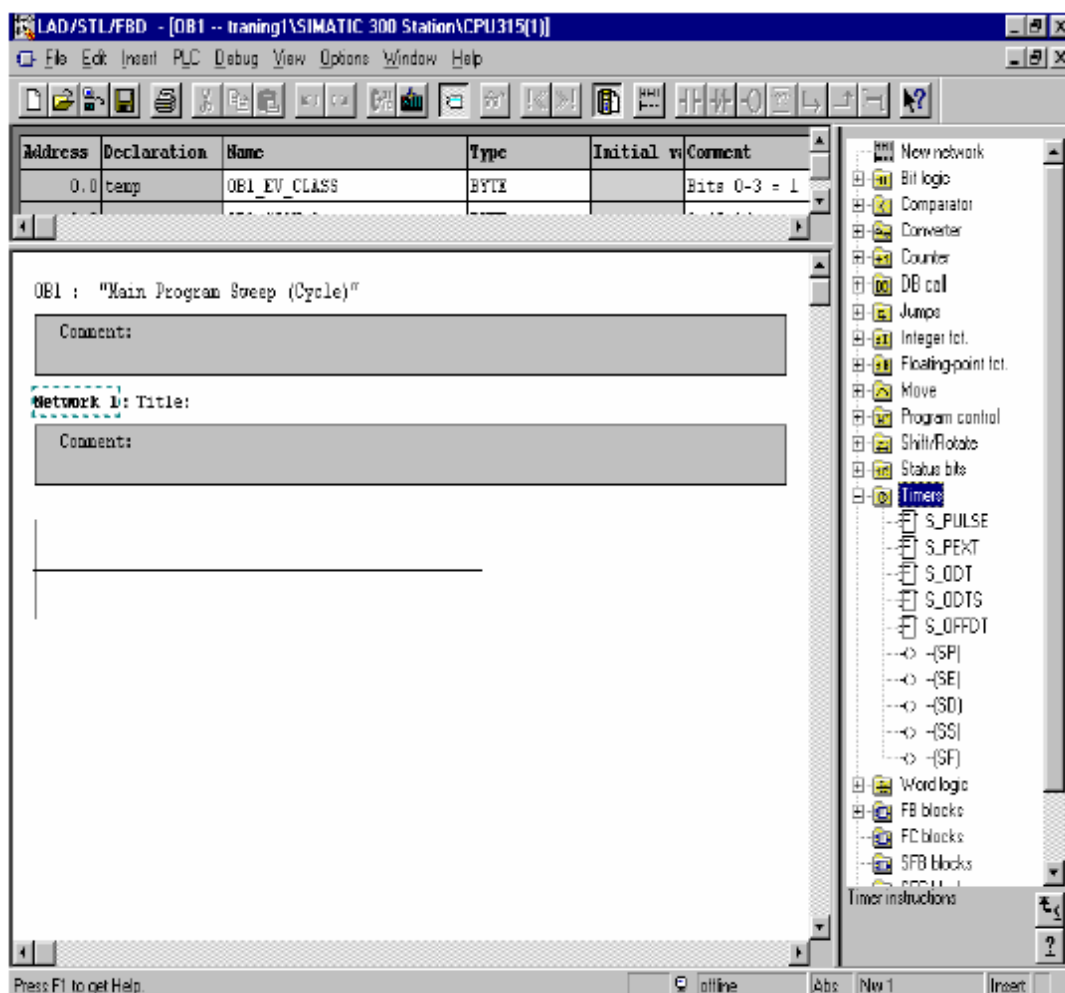 LAD/STL/FBD - [OB1 -- traning1\SIMATIC 300 Station\CPU315(1)]
File Edit Insert PLC Debug View Options Window Help
Address Declaration Name Type Initial v Comment
0.0 temp OB1_EV_CLASS BYTE Bits 0-3 = 1
OB1 : "Main Program Sweep (Cycle)"
Comment:
Network 1: Title:
Comment:
New network
Bit logic
Comparator
Converter
Counter
DB call
Jumps
Integer fct.
Floating-point fct.
Move
Program control
Shift/Rotate
Status bits
Timers
S_PULSE
S_PEXT
S_ODT
S_ODTS
S_OFFDT
-(SP)
-(SE)
-(SD)
-(SS)
-(SF)
Word logic
FB blocks
FC blocks
SFB blocks
Timer instructions
Press F1 to get Help. offline Abs Nw 1 Insert